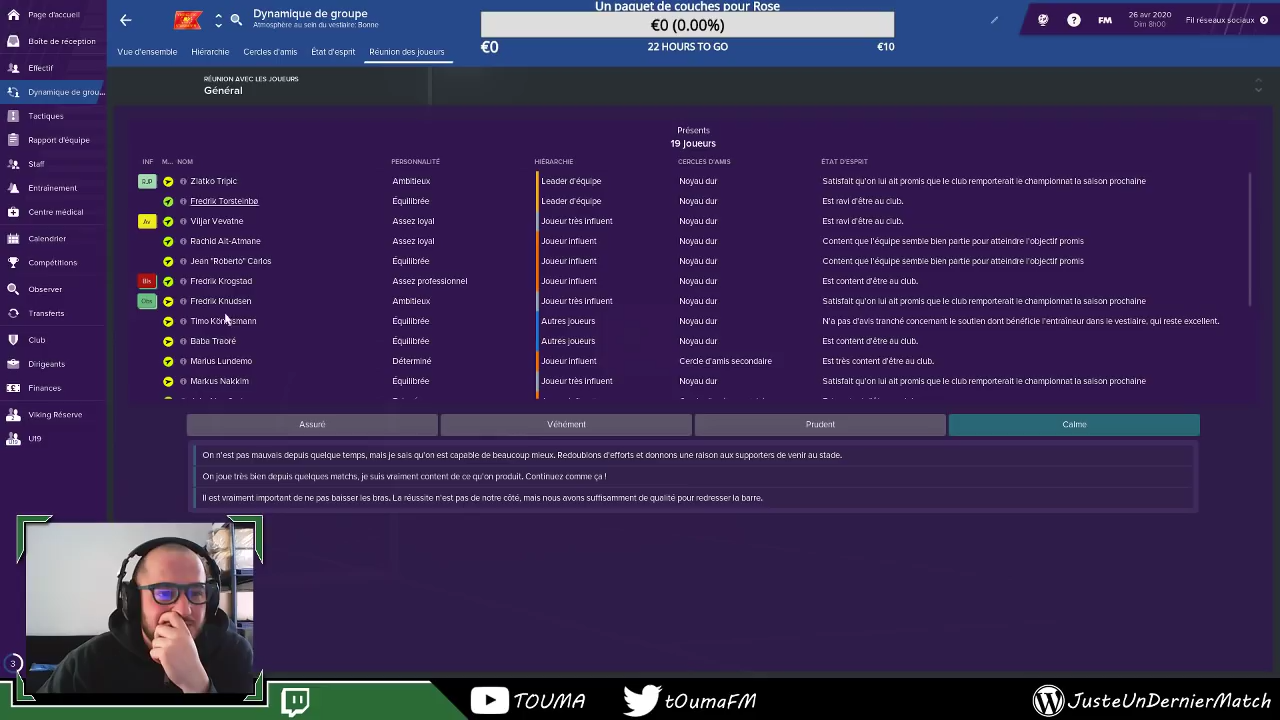 Un paquet de couches pour Rose
Page d'accueil
Dynamique de groupe
Atmosphère au sein du vestiaire: Bonne
€0 (0.00%)
FM
26 avr 2020
Dim 8h00
Fil réseaux sociaux
Boîte de réception
€0
22 HOURS TO GO
€10
Vue d'ensemble
Hiérarchie
Cercles d'amis
État d'esprit
Réunion des joueurs
Effectif
Dynamique de grou...
Tactiques
Rapport d'équipe
Staff
Entraînement
Centre médical
Calendrier
Compétitions
Observer
Transferts
Club
Dirigeants
Finances
Viking Réserve
U19
3
RÉUNION AVEC LES JOUEURS
Général
Présents
19 Joueurs
INF M... NOM PERSONNALITÉ HIÉRARCHIE CERCLES D'AMIS ÉTAT D'ESPRIT
RJP Zlatko Tripic Ambitieux Leader d'équipe Noyau dur Satisfait qu'on lui ait promis que le club remporterait le championnat la saison prochaine
Fredrik Torsteinbø Équilibrée Leader d'équipe Noyau dur Est ravi d'être au club.
Av Viljar Vevatne Assez loyal Joueur très influent Noyau dur Est ravi d'être au club.
Rachid Alt-Atmane Assez loyal Joueur influent Noyau dur Content que l'équipe semble bien partie pour atteindre l'objectif promis
Jean "Roberto" Carlos Équilibrée Joueur influent Noyau dur Content que l'équipe semble bien partie pour atteindre l'objectif promis
Bls Fredrik Krogstad Assez professionnel Joueur influent Noyau dur Est content d'être au club.
Obs Fredrik Knudsen Ambitieux Joueur très influent Noyau dur Satisfait qu'on lui ait promis que le club remporterait le championnat la saison prochaine
Timo Königsmann Équilibrée Autres joueurs Noyau dur N'a pas d'avis tranché concernant le soutien dont bénéficie l'entraîneur dans le vestiaire, qui reste excellent.
Baba Traoré Équilibrée Autres joueurs Noyau dur Est content d'être au club.
Marius Lundemo Déterminé Joueur influent Cercle d'amis secondaire Est très content d'être au club.
Markus Nakkim Équilibrée Joueur très influent Noyau dur Satisfait qu'on lui ait promis que le club remporterait le championnat la saison prochaine
Assuré
Véhément
Prudent
Calme
On n'est pas mauvais depuis quelque temps, mais je sais qu'on est capable de beaucoup mieux. Redoublons d'efforts et donnons une raison aux supporters de venir au stade.
On joue très bien depuis quelques matchs, je suis vraiment content de ce qu'on produit. Continuez comme ça !
Il est vraiment important de ne pas baisser les bras. La réussite n'est pas de notre côté, mais nous avons suffisamment de qualité pour redresser la barre.
TOUMA
tOumaFM
JusteUnDernierMatch